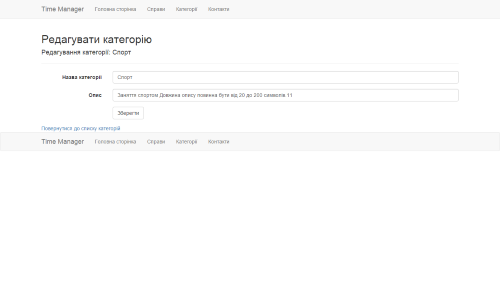 Time Manager Головна сторінка Справи Категорії Контакти
Редагувати категорію
Редагування категорії: Спорт
Назва категорії Спорт
Опис Заняття спортом Довжина опису повинна бути від 20 до 200 символів 11
Зберегти
Повернутися до списку категорій
Time Manager Головна сторінка Справи Категорії Контакти